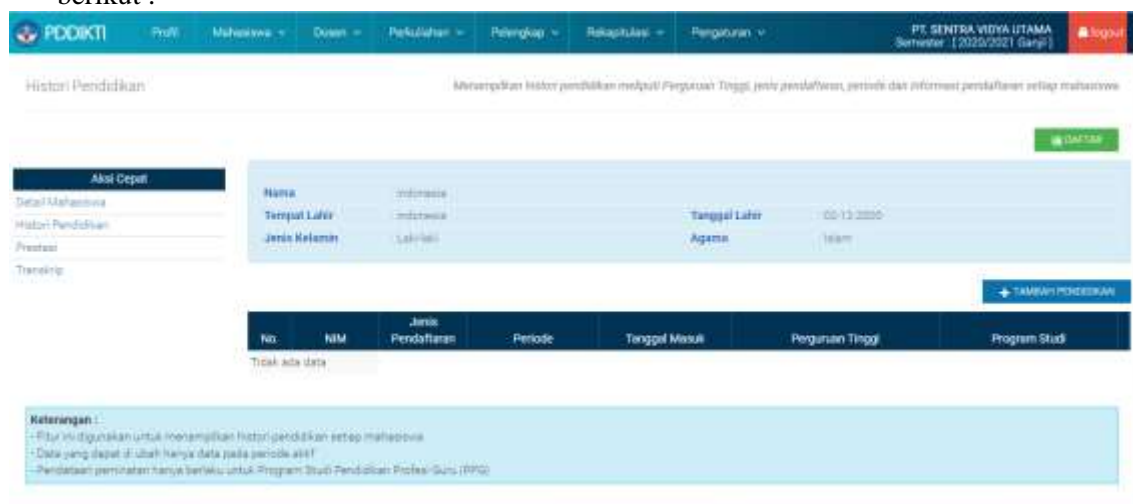 berikut :
PDDIKTI Profil Mahasiswa Dosen Perkuliahan Pelengkap Rekapitulasi Pengaturan PT. SENTRA VIDYA UTAMA
Semester : [ 2020/2021 Ganjil ]
logout
Histori Pendidikan Menampilkan histori pendidikan meliputi Perguruan Tinggi, jenis pendaftaran, periode dan informasi pendaftaran setiap mahasiswa
DAFTAR
Aksi Cepat
Detail Mahasiswa
Histori Pendidikan
Prestasi
Transkrip
Nama : indonesia
Tempat Lahir : indonesia Tanggal Lahir
Jenis Kelamin : Laki-laki Agama : Islam
+ TAMBAH PENDIDIKAN
No. NIM Jenis Pendaftaran Periode Tanggal Masuk Perguruan Tinggi Program Studi
Tidak ada data
Keterangan :
- Fitur ini digunakan untuk menampilkan histori pendidikan setiap mahasiswa
- Data yang dapat di ubah hanya data pada periode aktif
- Pendataan peminatan hanya berlaku untuk Program Studi Pendidikan Profesi Guru (PPG)